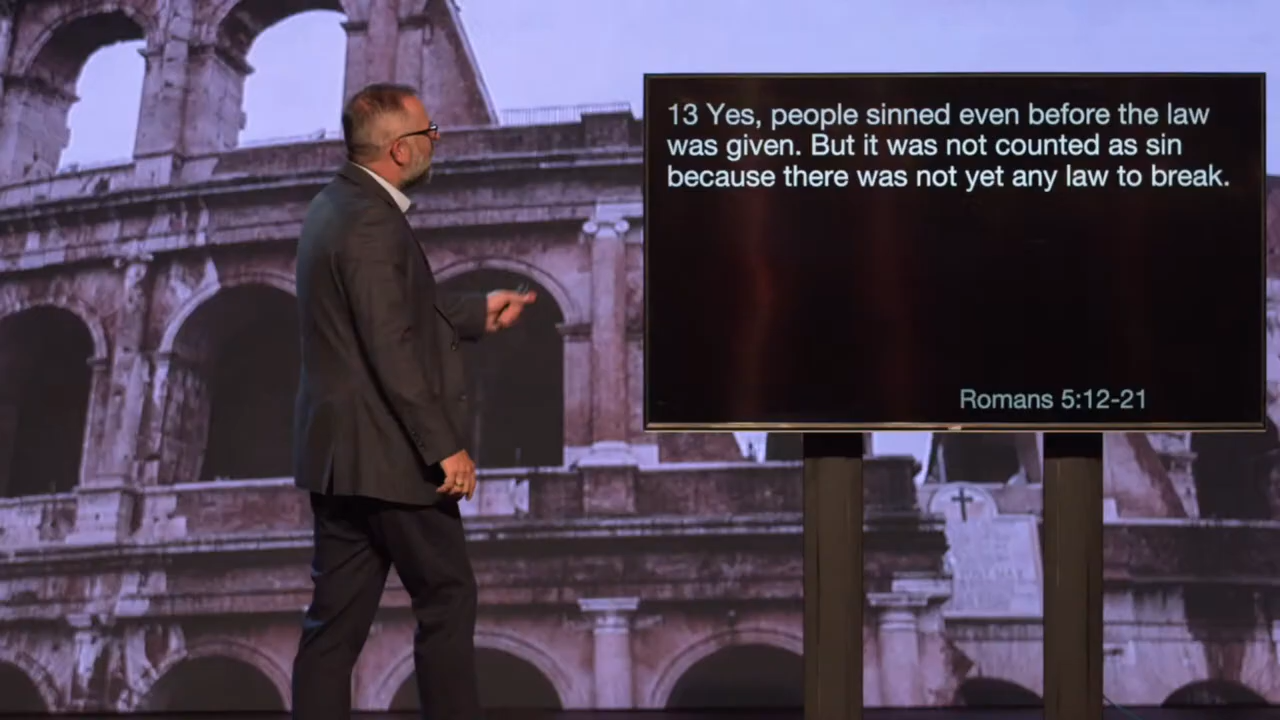 13 Yes, people sinned even before the law
was given. But it was not counted as sin
because there was not yet any law to break.
Romans 5:12-21